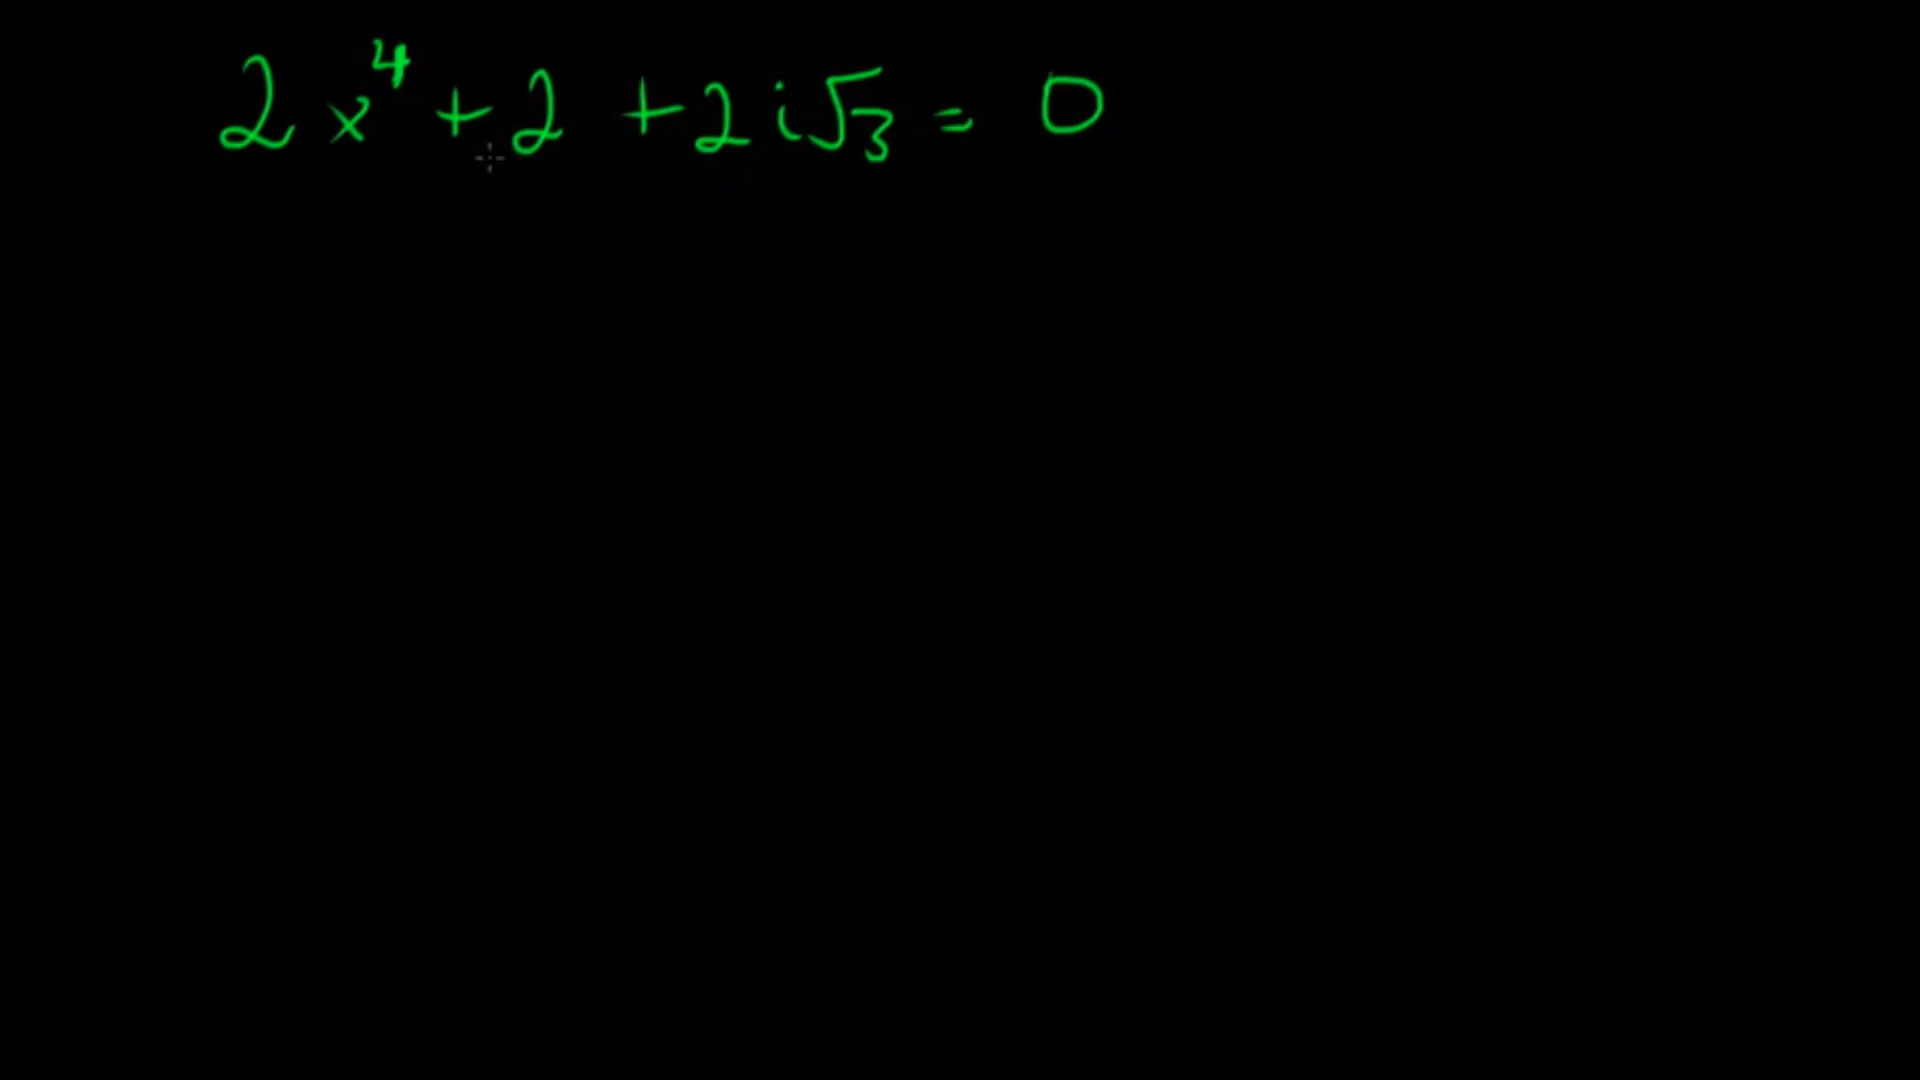 2x⁴ + 2 + 2i√3 = 0